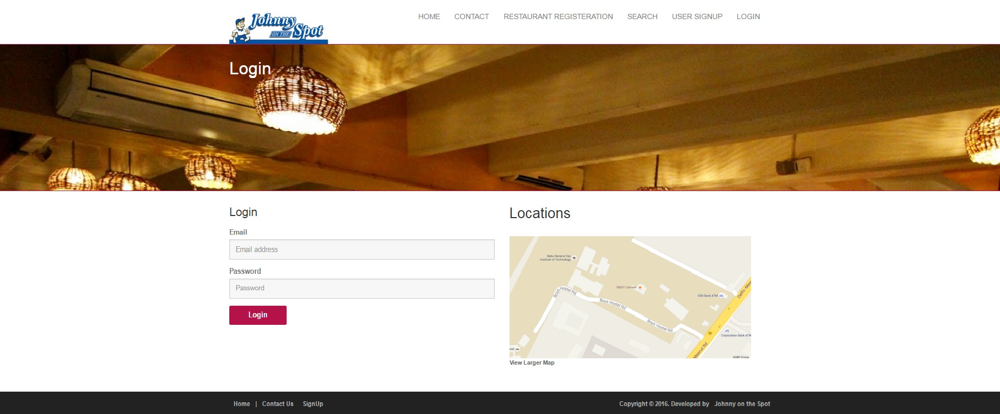 Johnny
ON THE
Spot
HOME CONTACT RESTAURANT REGISTERATION SEARCH USER SIGNUP LOGIN
Login
Login
Email
Email address
Password
Password
Login
Locations
Babu Banarsi Das
Institute of Technology
BBDIT Canteen
IDBI Bank ATM
Delhi-Mee
Boys Hostel Rd
Boys Hostel Rd
Boys Hostel Rd
Corporation Bank ATM
Meerut Rd
IAMR Group
View Larger Map
Home | Contact Us SignUp
Copyright © 2016. Developed by Johnny on the Spot